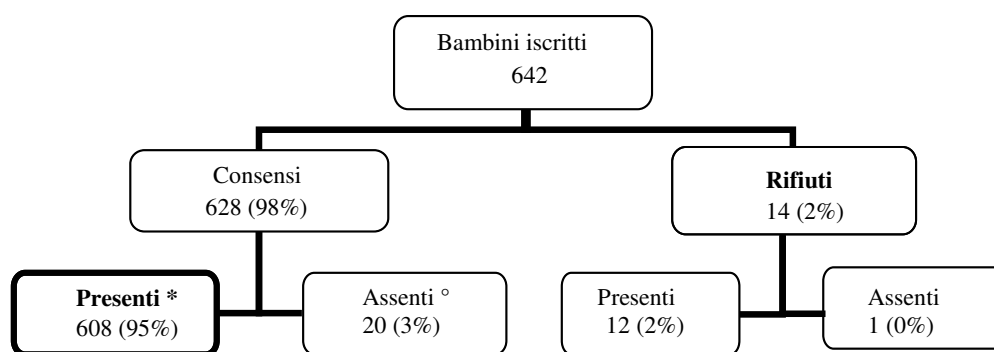 Bambini iscritti
642
Consensi
628 (98%)
Rifiuti
14 (2%)
Presenti *
608 (95%)
Assenti °
20 (3%)
Presenti
12 (2%)
Assenti
1 (0%)